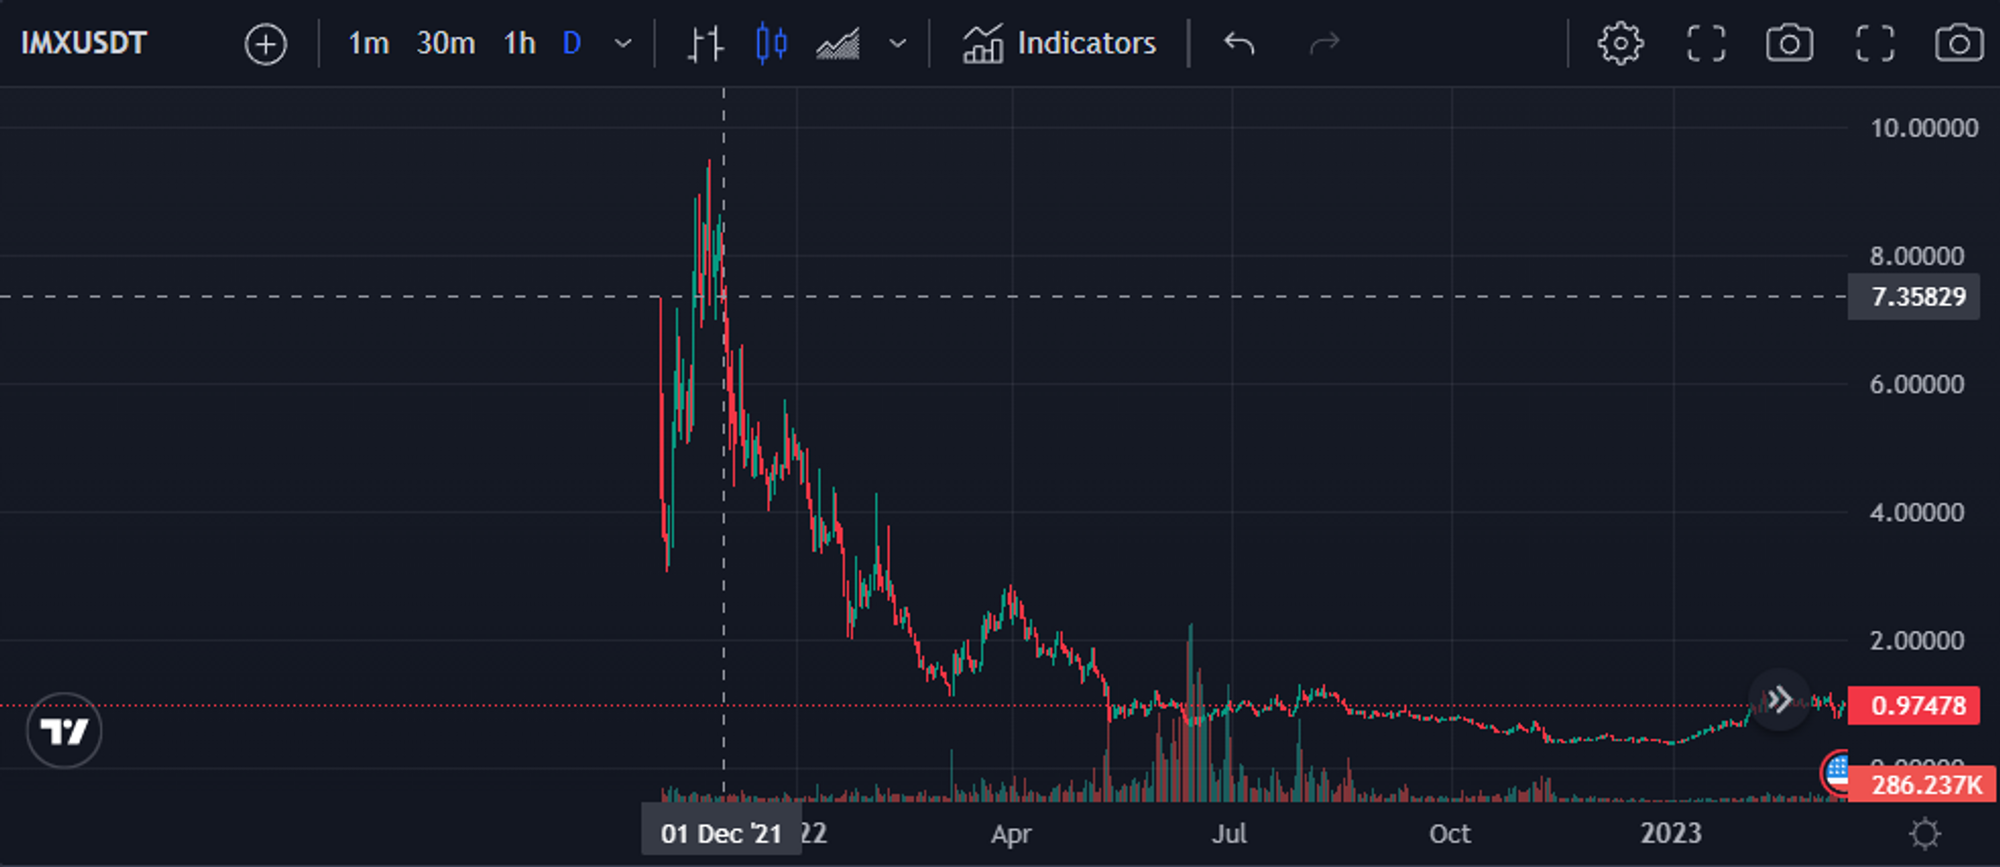 IMXUSDT 1m 30m 1h D Indicators
10.00000
8.00000
7.35829
6.00000
4.00000
2.00000
0.97478
286.237K
01 Dec '21 22 Apr Jul Oct 2023